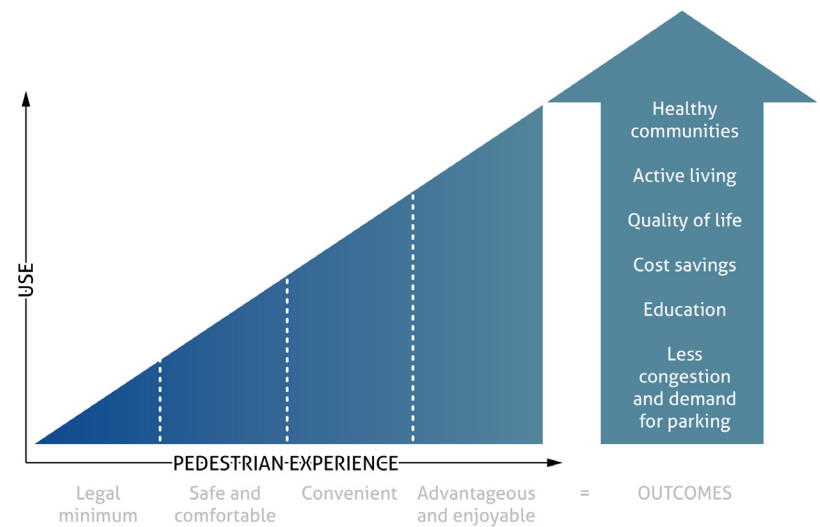 Healthy
communities
Active living
Quality of life
Cost savings
Education
Less
congestion
and demand
for parking
USE
PEDESTRIAN EXPERIENCE
Legal
minimum
Safe and
comfortable
Convenient
Advantageous
and enjoyable
=
OUTCOMES